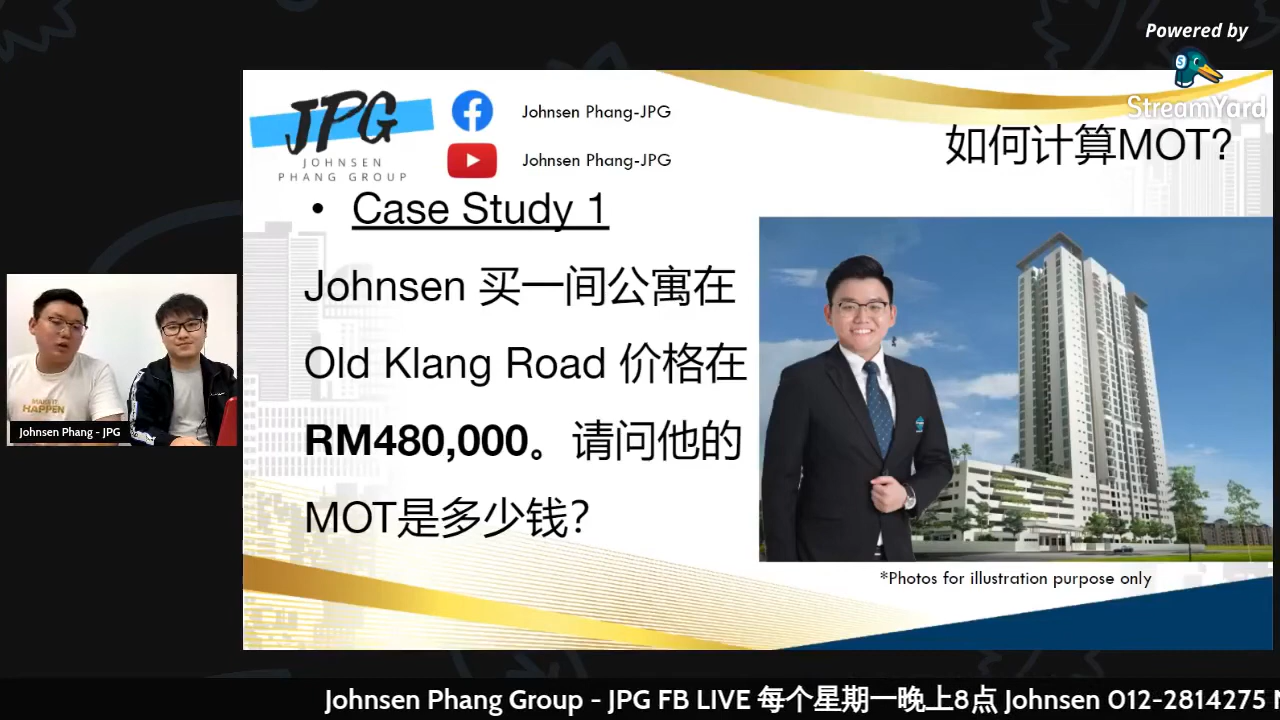 Powered by
StreamYard
JPG
JOHNSEN
PHANG GROUP
Johnsen Phang-JPG
Johnsen Phang-JPG
如何计算MOT?
• Case Study 1
Johnsen 买一间公寓在
Old Klang Road 价格在
RM480,000。请问他的
MOT是多少钱?
*Photos for illustration purpose only
MAKE IT
HAPPEN
Johnsen Phang - JPG
Johnsen Phang Group - JPG FB LIVE 每个星期一晚上8点 Johnsen 012-2814275